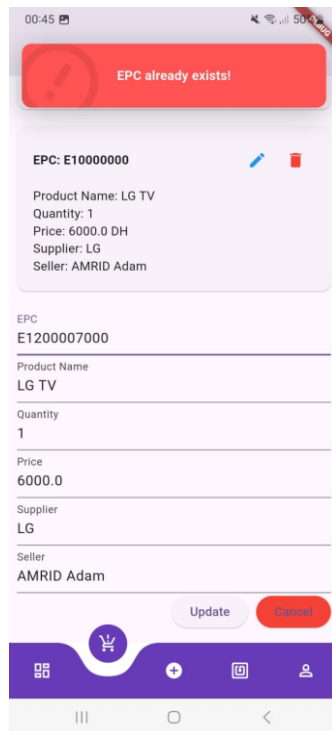 00:45
50%
EPC already exists!
EPC: E10000000
Product Name: LG TV
Quantity: 1
Price: 6000.0 DH
Supplier: LG
Seller: AMRID Adam
EPC
E1200007000
Product Name
LG TV
Quantity
1
Price
6000.0
Supplier
LG
Seller
AMRID Adam
Update
Cancel